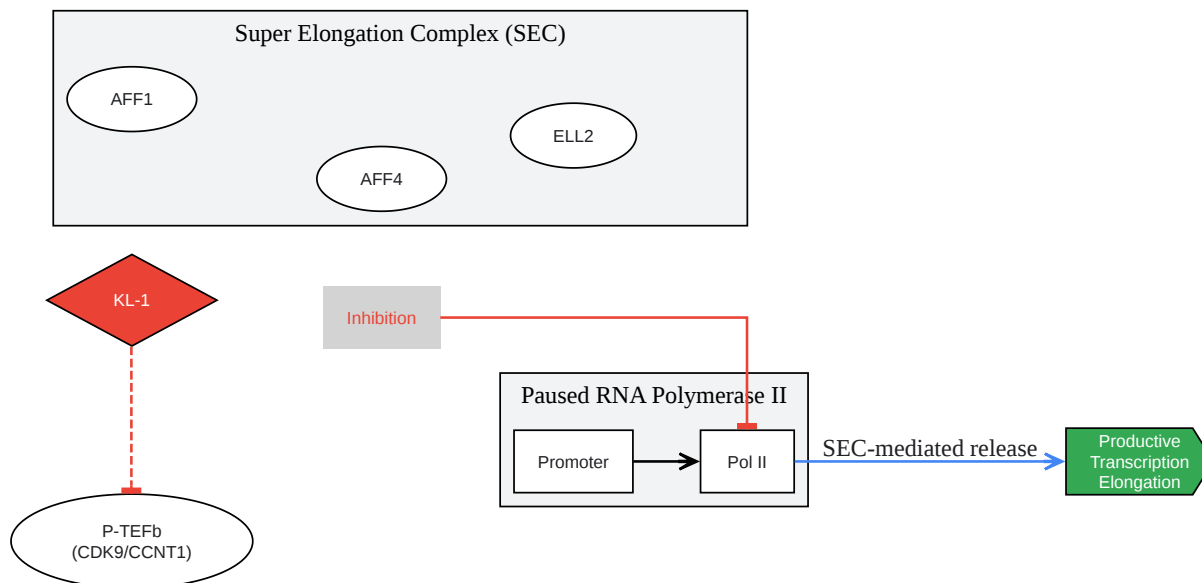 Super Elongation Complex (SEC)
AFF1
ELL2
AFF4
KL-1
Inhibition
Paused RNA Polymerase II
Promoter
Pol II
SEC-mediated release
Productive
Transcription
Elongation
P-TEFb
(CDK9/CCNT1)